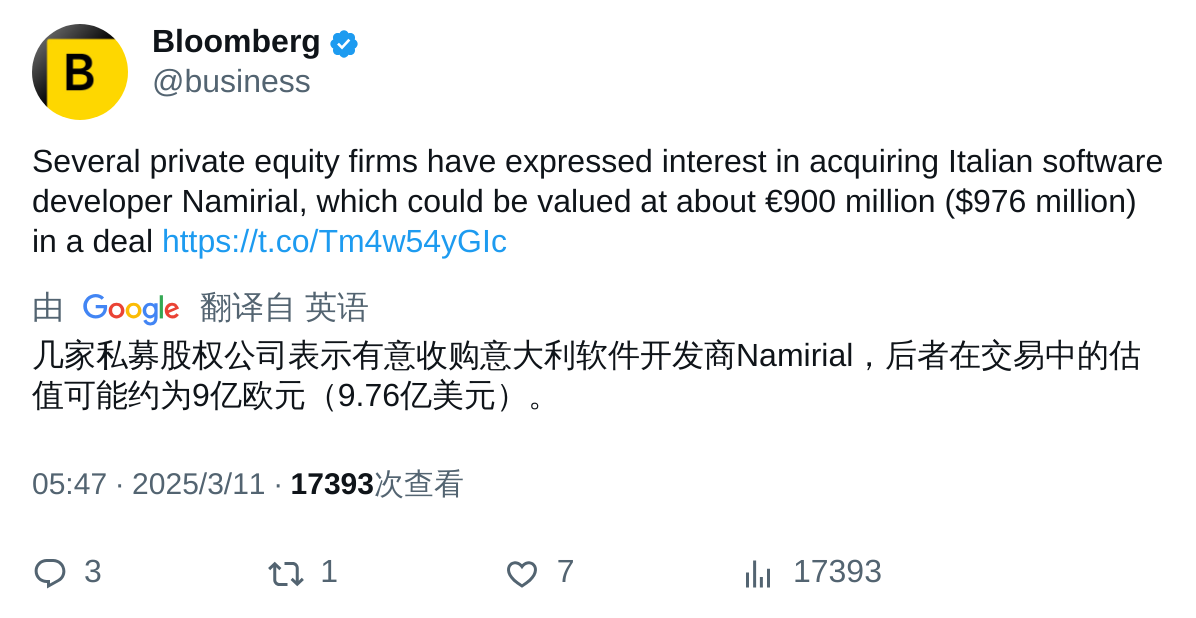 B
Bloomberg
@business
Several private equity firms have expressed interest in acquiring Italian software
developer Namirial, which could be valued at about €900 million ($976 million)
in a deal https://t.co/Tm4w54yGIc
由 Google 翻译自 英语
几家私募股权公司表示有意收购意大利软件开发商Namirial，后者在交易中的估
值可能约为9亿欧元（9.76亿美元）。
05:47 · 2025/3/11 · 17393次查看
3 1 7 17393